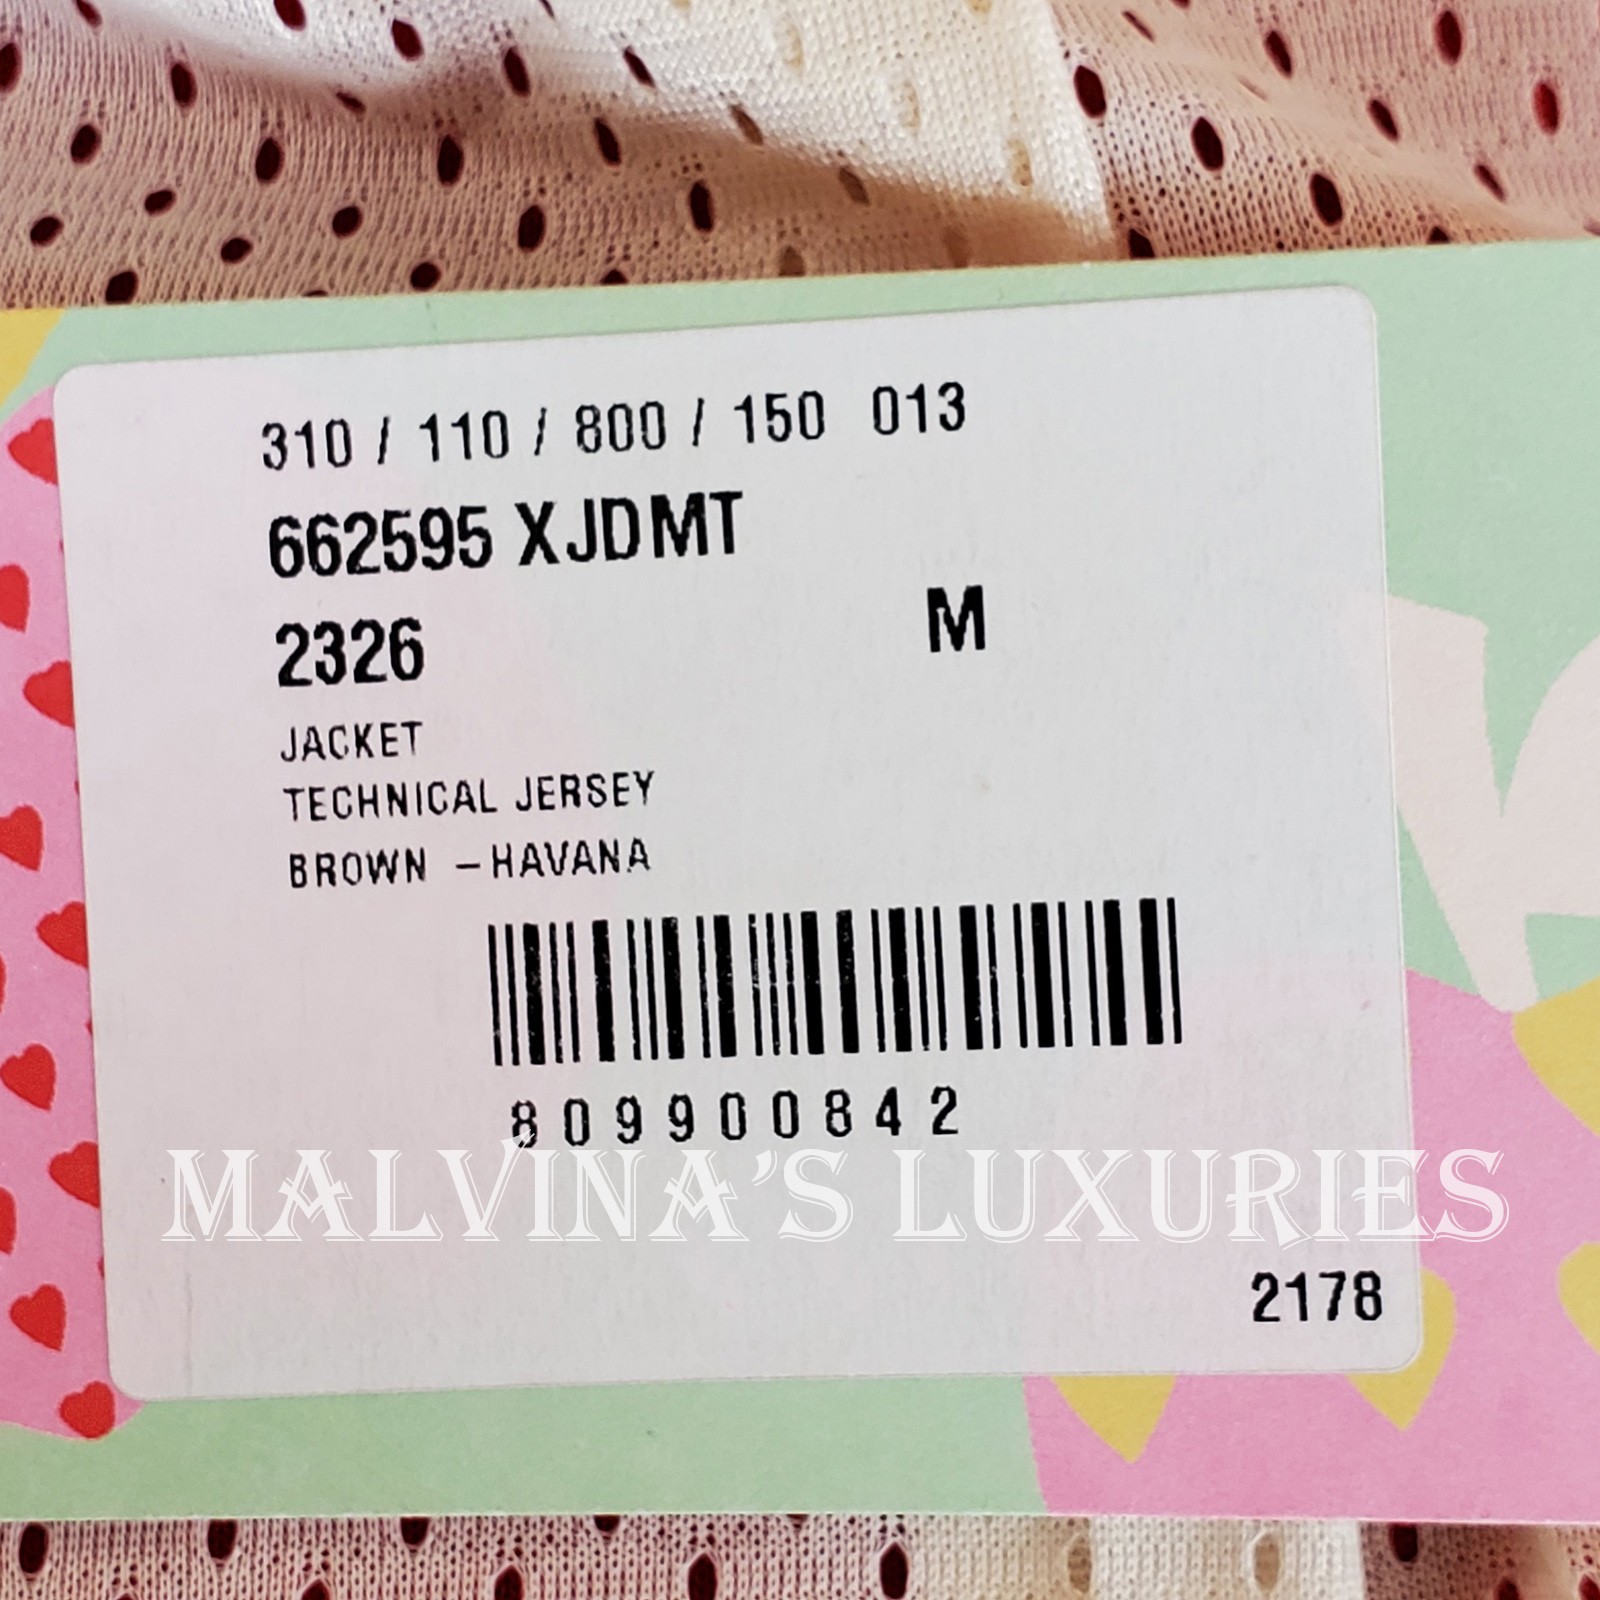 310 / 110 / 800 / 150 013
662595 XJDMT
2326 M
JACKET
TECHNICAL JERSEY
BROWN – HAVANA
809900842
MALVINA'S LUXURIES
2178